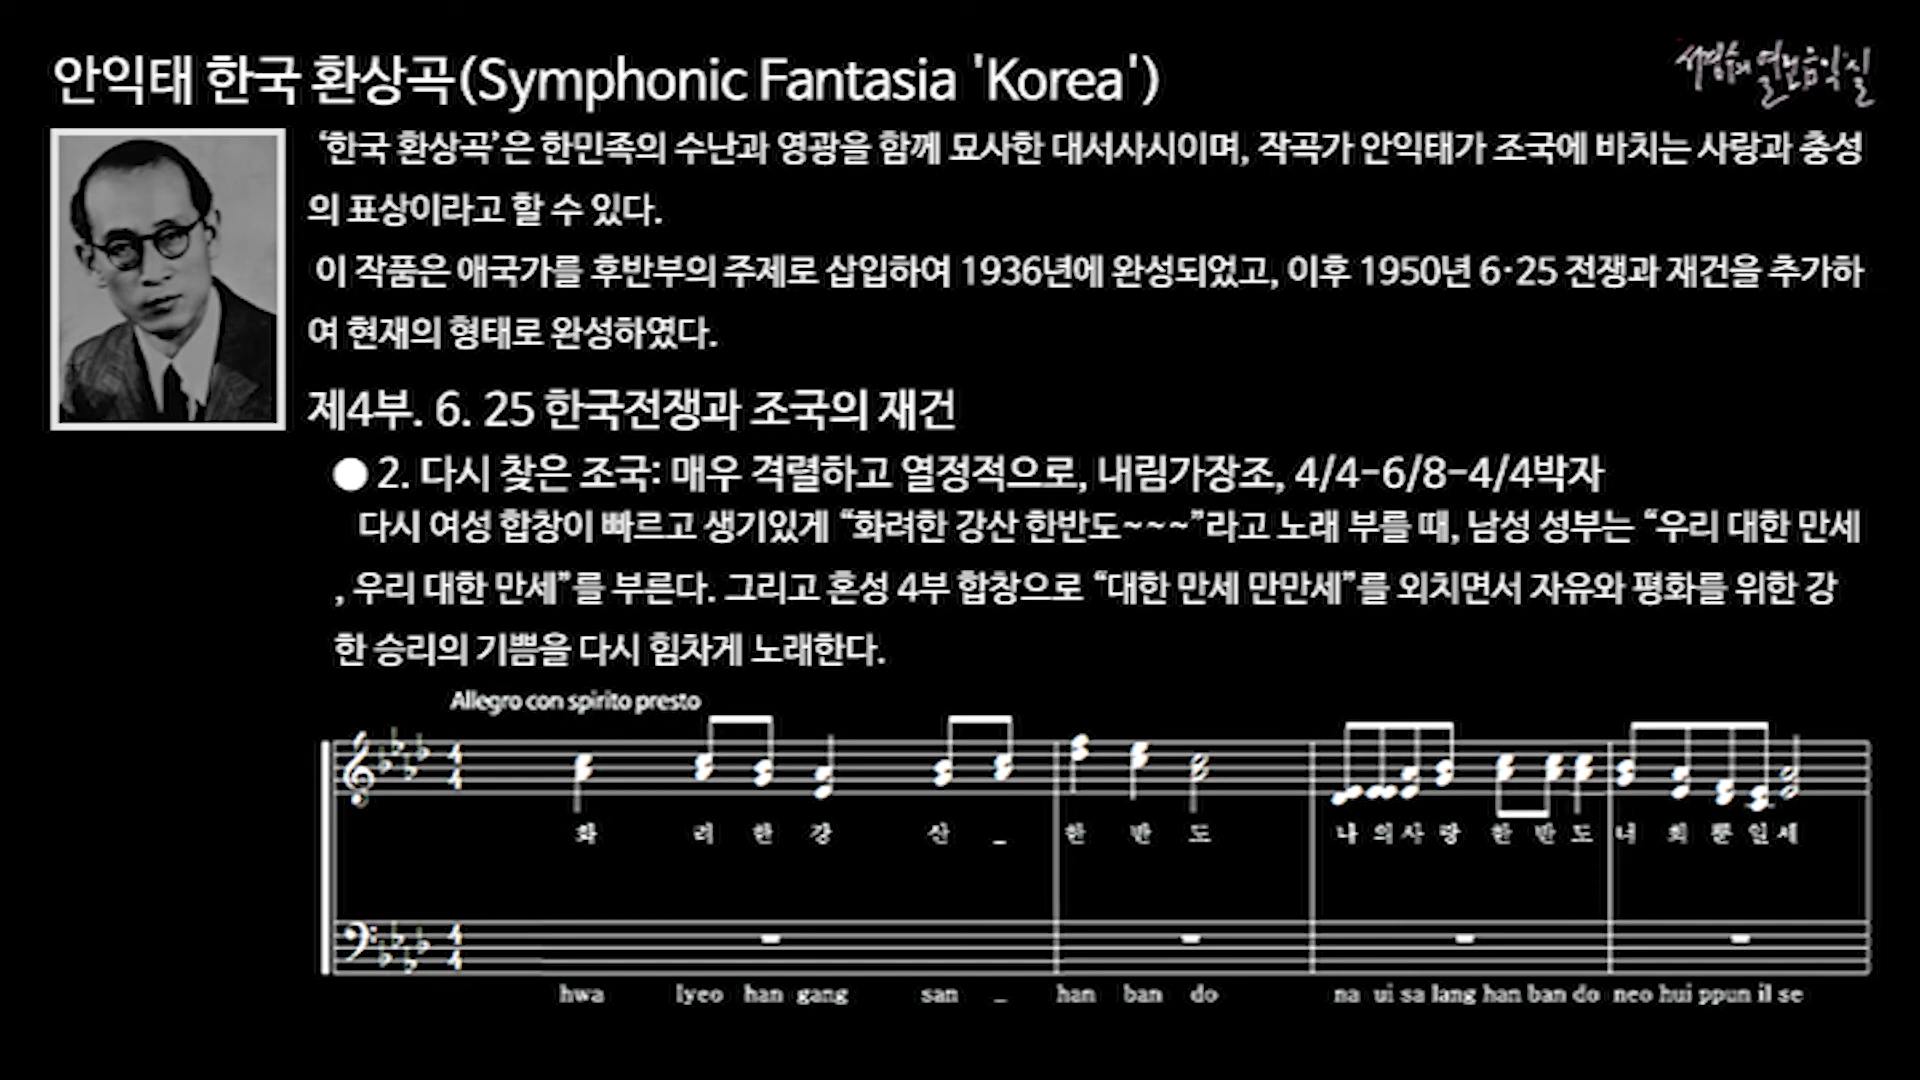 안익태 한국 환상곡(Symphonic Fantasia 'Korea')
'한국 환상곡'은 한민족의 수난과 영광을 함께 묘사한 대서사시이며, 작곡가 안익태가 조국에 바치는 사랑과 충성
의 표상이라고 할 수 있다.
이 작품은 애국가를 후반부의 주제로 삽입하여 1936년에 완성되었고, 이후 1950년 6·25 전쟁과 재건을 추가하
여 현재의 형태로 완성하였다.
제4부. 6. 25 한국전쟁과 조국의 재건
● 2. 다시 찾은 조국: 매우 격렬하고 열정적으로, 내림가장조, 4/4-6/8-4/4박자
다시 여성 합창이 빠르고 생기있게 “화려한 강산 한반도~~~”라고 노래 부를 때, 남성 성부는 “우리 대한 만세
, 우리 대한 만세”를 부른다. 그리고 혼성 4부 합창으로 “대한 만세 만만세”를 외치면서 자유와 평화를 위한 강
한 승리의 기쁨을 다시 힘차게 노래한다.
Allegro con spirito presto
4 4
화 려 한 강 산 _ 한 반 도 나 의 사 랑 한 반 도 너 희 뿐 일 세
4 4
hwa lyeo han gang san _ han ban do na ui sa lang han ban do neo hui ppun il se